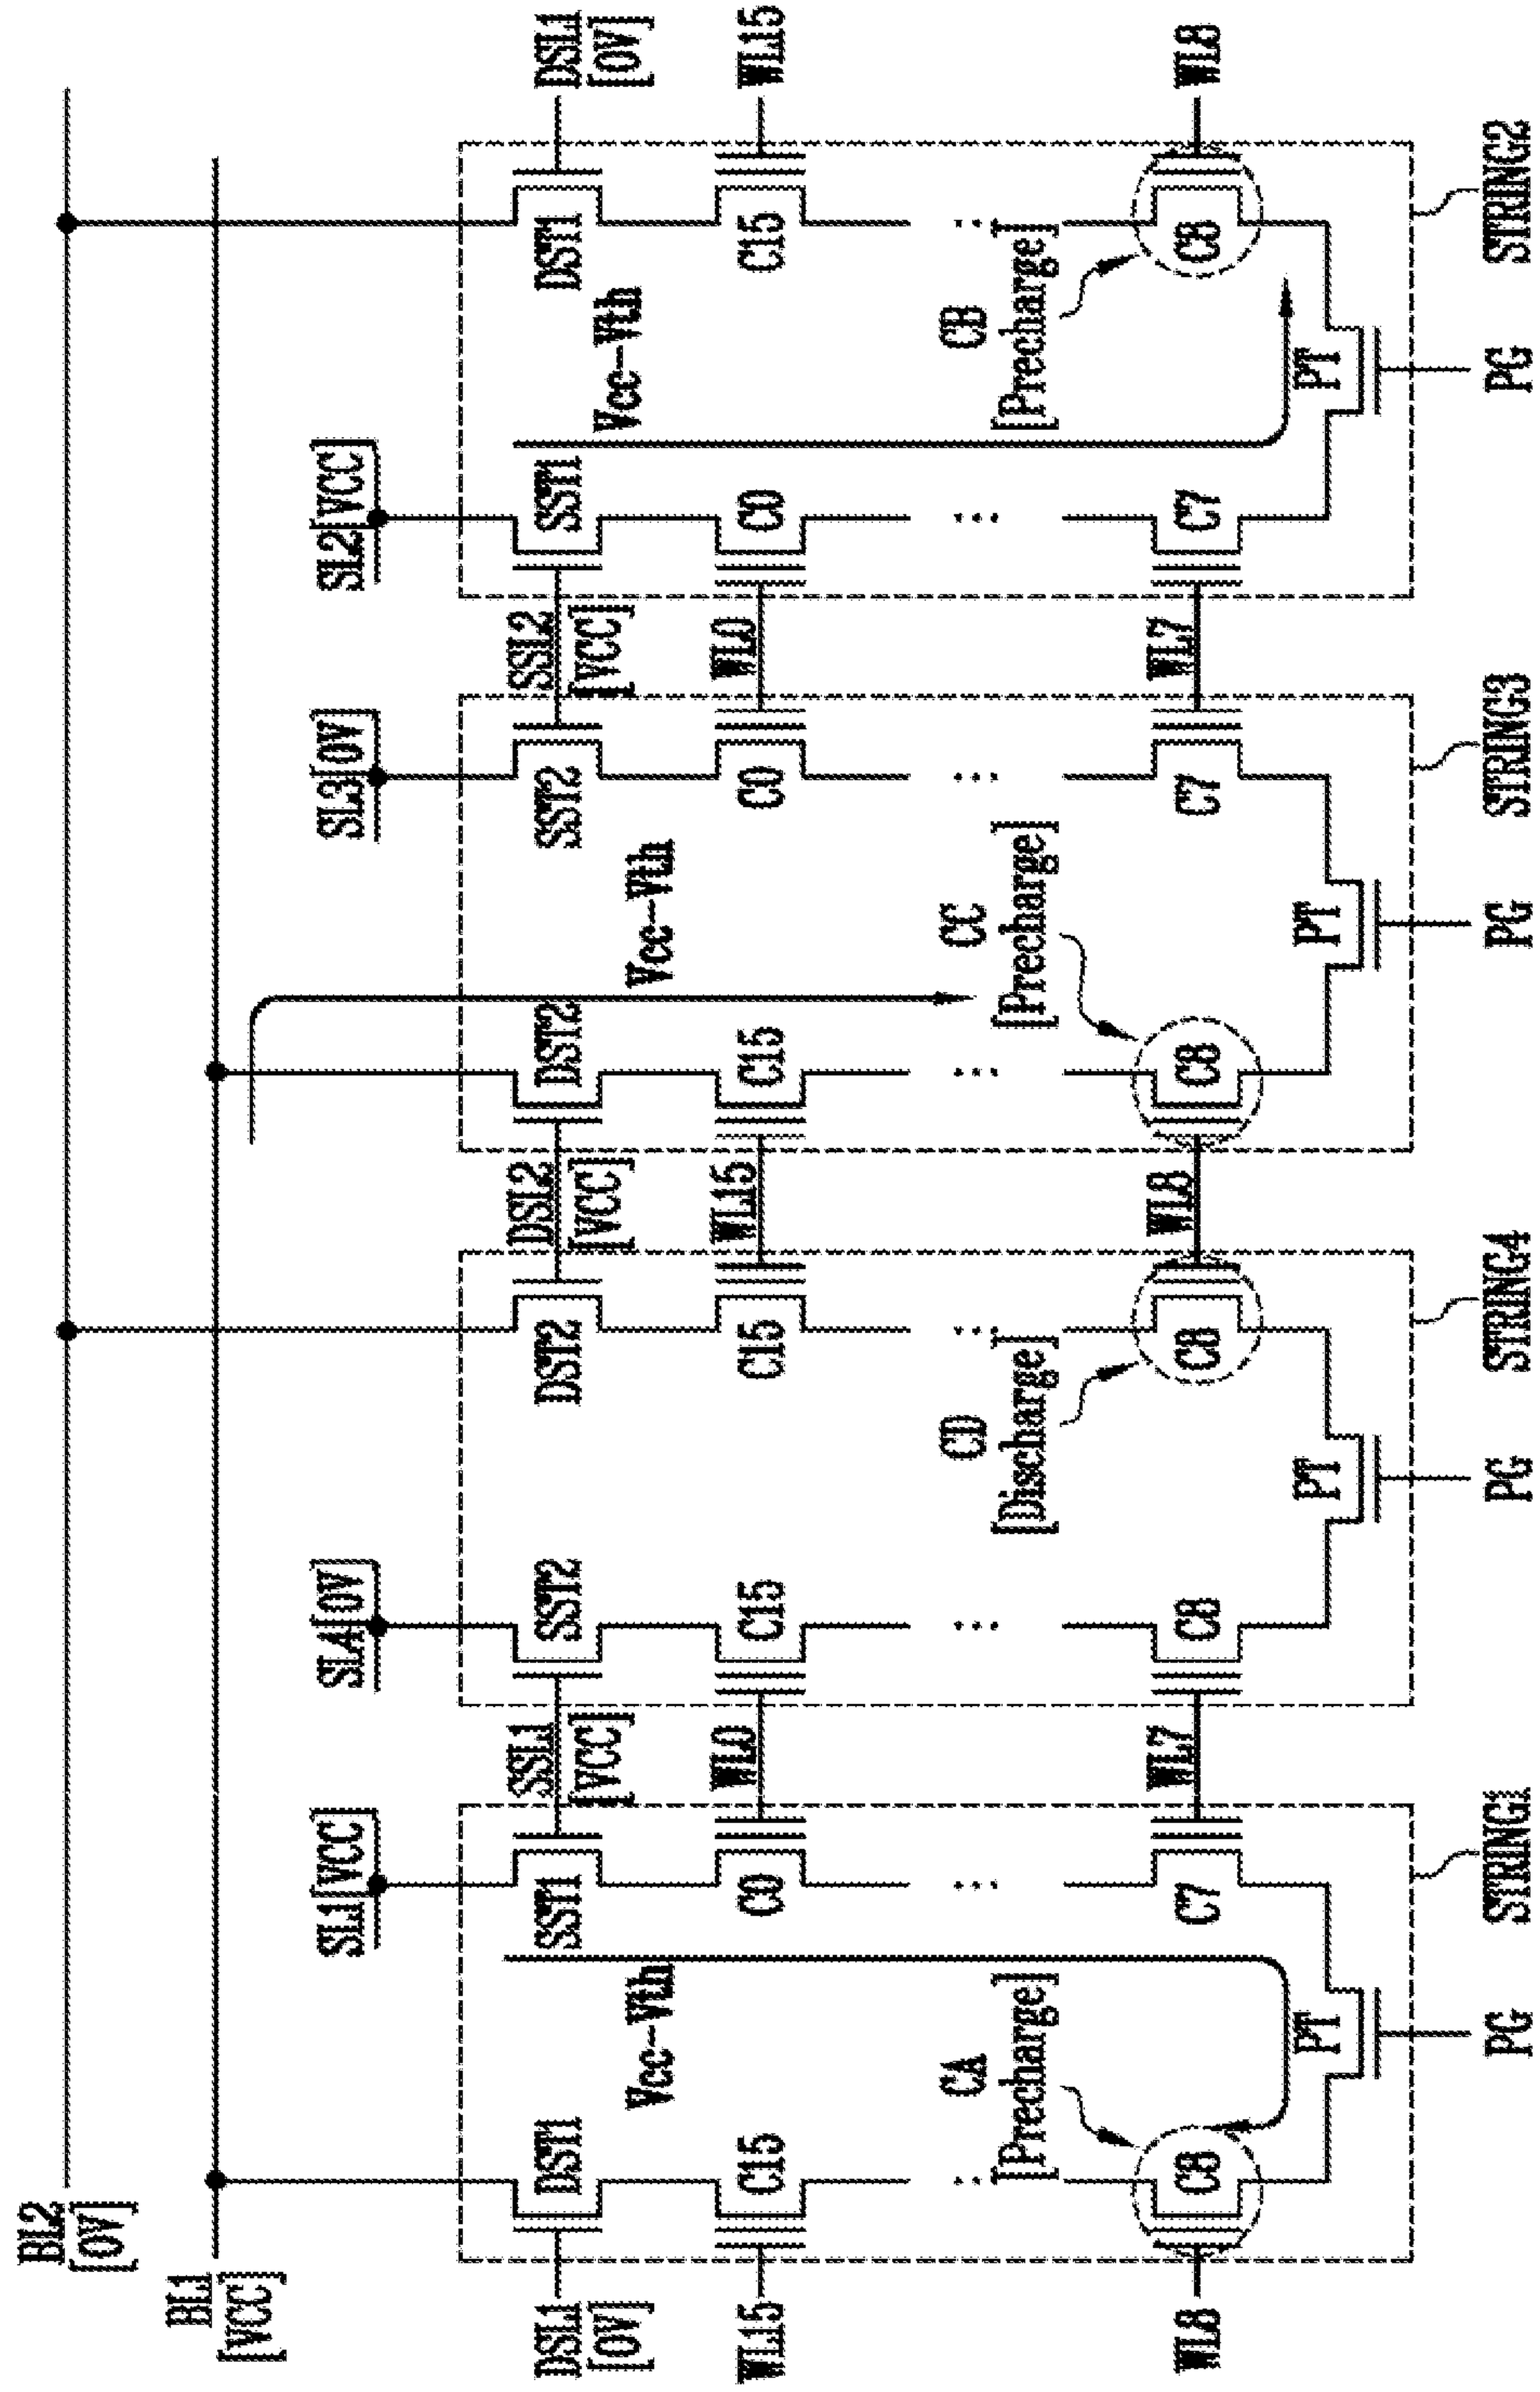 BL2
[0V]
BL1
[VCC]
SL1[VCC]
SL4[0V]
SL3[0V]
SL2[VCC]
DSL1
[0V]
DST1
SST1
SSL1
[VCC]
SST2
DST2
DSL2
[VCC]
DST2
SST2
SSL2
[VCC]
SST1
DST1
DSL1
[0V]
Vcc-Vth
Vcc-Vth
Vcc-Vth
WL15
C15
C0
WL0
C15
C15
WL15
C15
C0
WL0
C0
C15
WL15
CA
[Precharge]
CD
[Discharge]
CC
[Precharge]
CB
[Precharge]
WL8
C8
C7
WL7
C8
C8
WL8
C8
C7
WL7
C7
C8
WL8
PT
PT
PT
PT
PG
STRING1
PG
STRING4
PG
STRING3
PG
STRING2